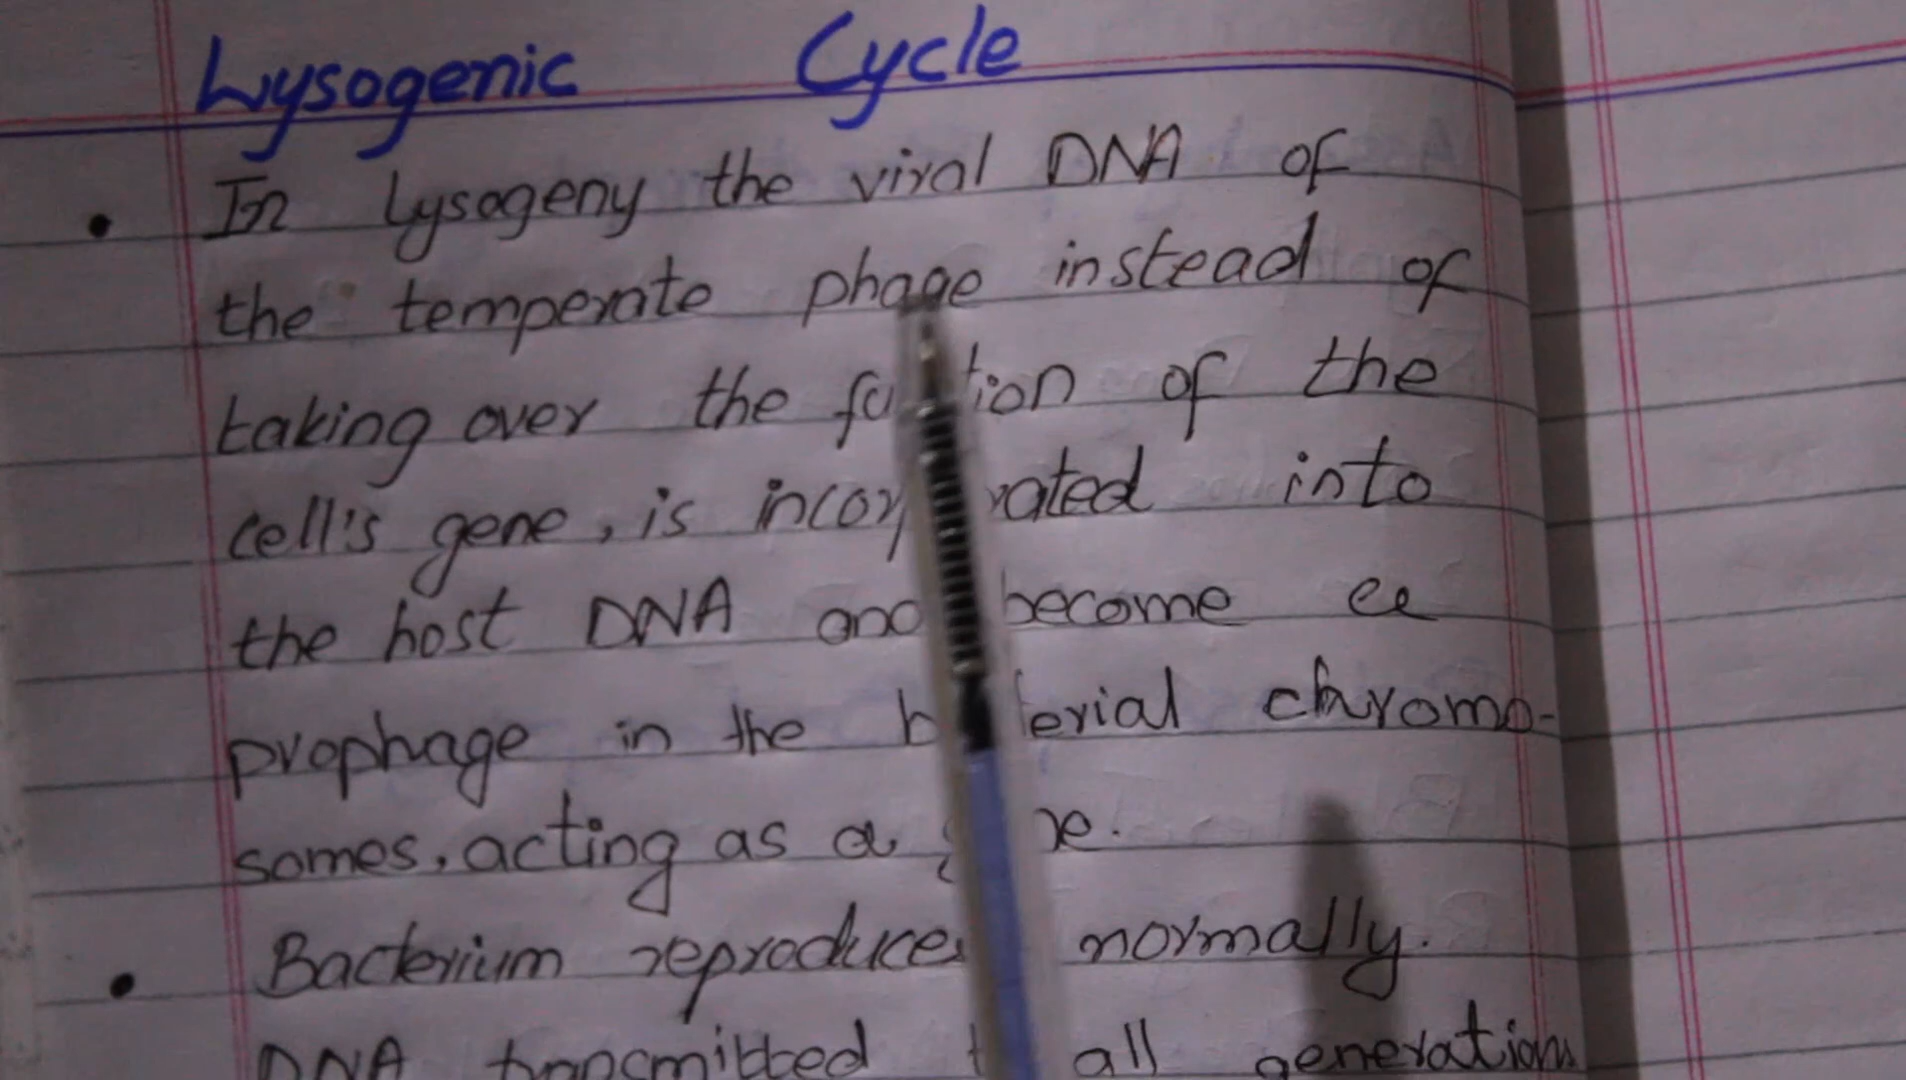 Lysogenic Cycle
• In Lysogeny the viral DNA of
the temperate phage instead of
taking over the of the
cell's gene, is into
the host DNA and become
prophage in the chromo-
somes, acting as a
• Bacterium reproduces normally.
DNA transmitted all generations